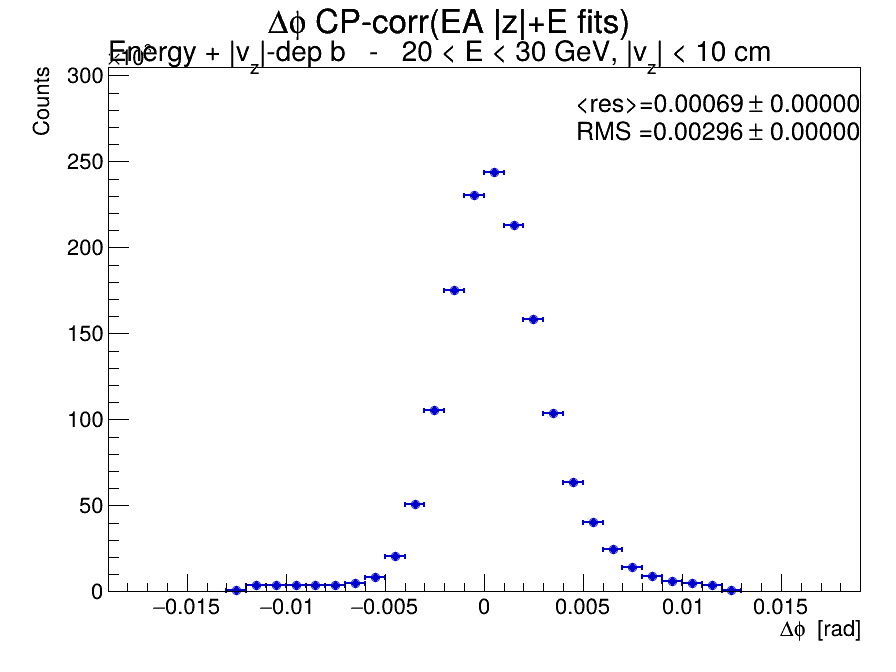 Δϕ CP-corr(EA |z|+E fits)
Energy + |v_z|-dep b - 20 < E < 30 GeV, |v_z| < 10 cm
×10³
<res>=0.00069 ± 0.00000
RMS =0.00296 ± 0.00000
Counts
300
250
200
150
100
50
0
−0.015 −0.01 −0.005 0 0.005 0.01 0.015
Δϕ [rad]